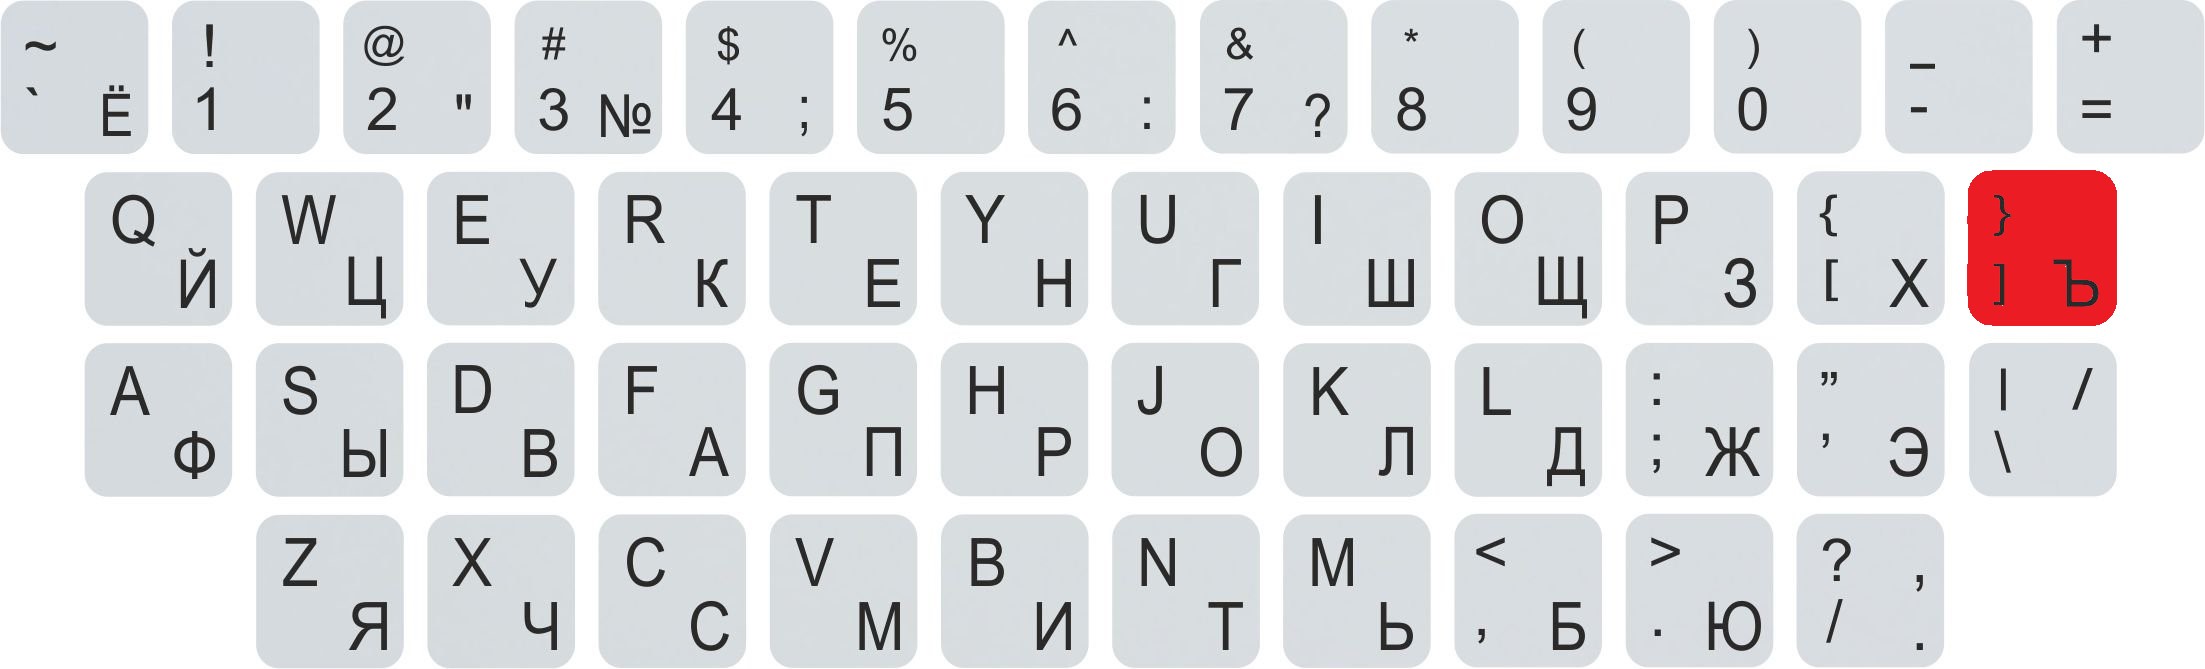 ~ ! @ # $ % ^ & * ( ) _ +
` Ё 1 2 " 3 № 4 ; 5 6 : 7 ? 8 9 0 - =
Q W E R T Y U I O P { }
Й Ц У К Е Н Г Ш Щ З [ Х ] Ъ
A S D F G H J K L : ” | /
Ф Ы В А П Р О Л Д ; Ж ’ Э \
Z X C V B N M < > ? ,
Я Ч С М И Т Ь , Б . Ю / .